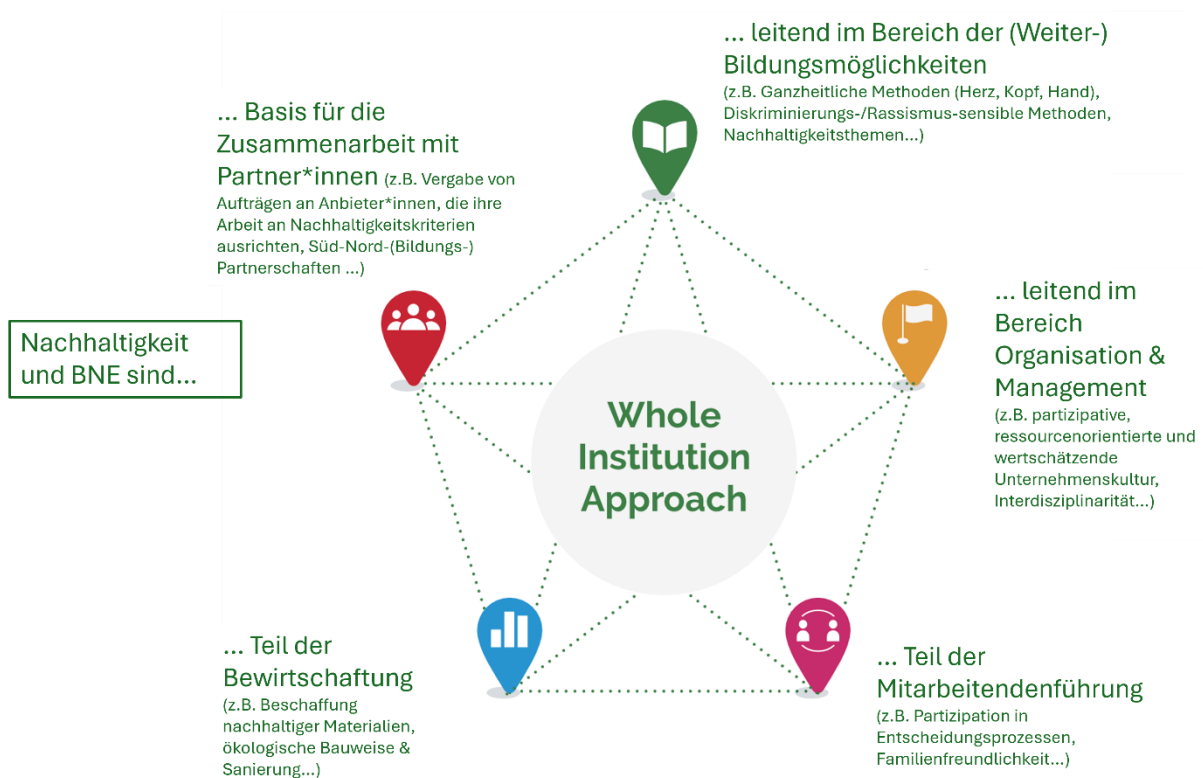 ... leitend im Bereich der (Weiter-)
Bildungsmöglichkeiten
(z.B. Ganzheitliche Methoden (Herz, Kopf, Hand),
Diskriminierungs-/Rassismus-sensible Methoden,
Nachhaltigkeitsthemen...)
... Basis für die
Zusammenarbeit mit
Partner*innen (z.B. Vergabe von
Aufträgen an Anbieter*innen, die ihre
Arbeit an Nachhaltigkeitskriterien
ausrichten, Süd-Nord-(Bildungs-)
Partnerschaften ...)
Nachhaltigkeit
und BNE sind...
... leitend im
Bereich
Organisation &
Management
(z.B. partizipative,
ressourcenorientierte und
wertschätzende
Unternehmenskultur,
Interdisziplinarität...)
Whole
Institution
Approach
... Teil der
Bewirtschaftung
(z.B. Beschaffung
nachhaltiger Materialien,
ökologische Bauweise &
Sanierung...)
... Teil der
Mitarbeitendenführung
(z.B. Partizipation in
Entscheidungsprozessen,
Familienfreundlichkeit...)